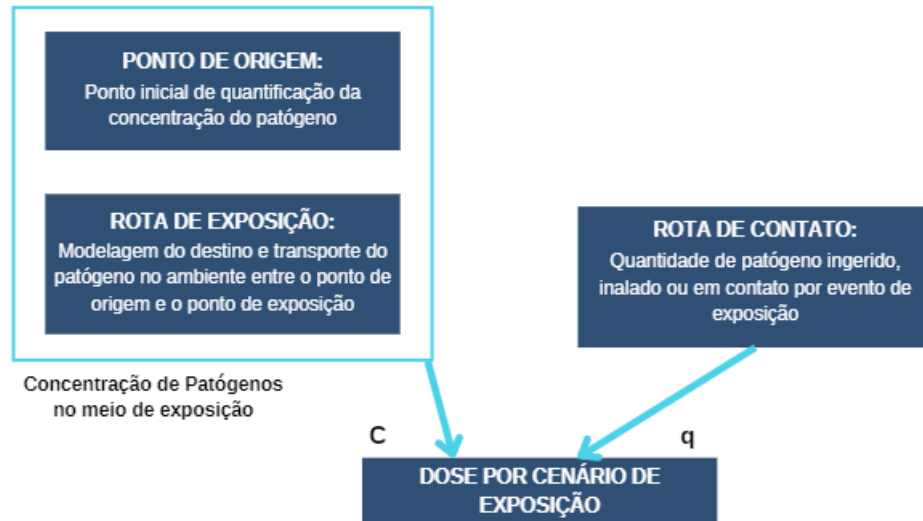 PONTO DE ORIGEM:
Ponto inicial de quantificação da
concentração do patógeno
ROTA DE EXPOSIÇÃO:
Modelagem do destino e transporte do
patógeno no ambiente entre o ponto de
origem e o ponto de exposição
ROTA DE CONTATO:
Quantidade de patógeno ingerido,
inalado ou em contato por evento de
exposição
Concentração de Patógenos
no meio de exposição
C
q
DOSE POR CENÁRIO DE
EXPOSIÇÃO